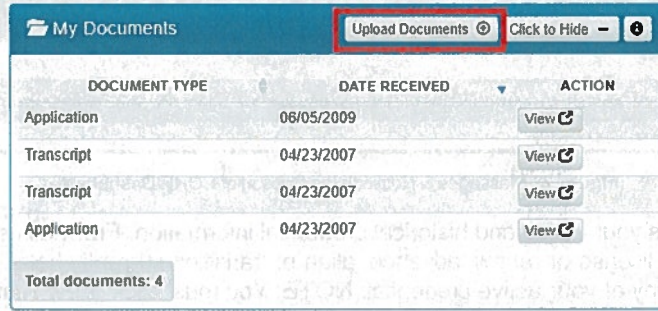 My Documents Upload Documents Click to Hide
DOCUMENT TYPE DATE RECEIVED ACTION
Application 06/05/2009 View
Transcript 04/23/2007 View
Transcript 04/23/2007 View
Application 04/23/2007 View
Total documents: 4